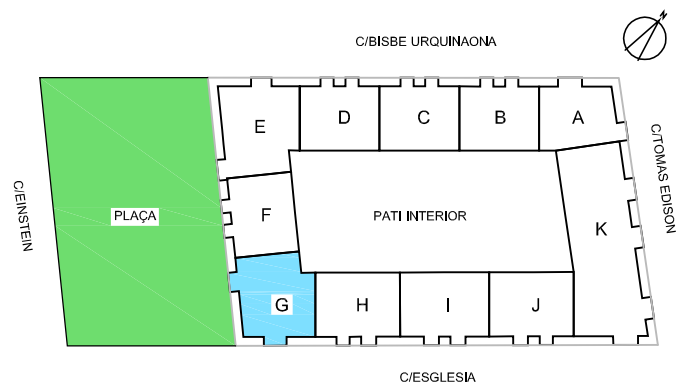 C/BISBE URQUINAONA
E
D
C
B
A
C/TOMAS EDISON
C/EINSTEIN
PLAÇA
F
PATI INTERIOR
K
G
H
I
J
C/ESGLESIA